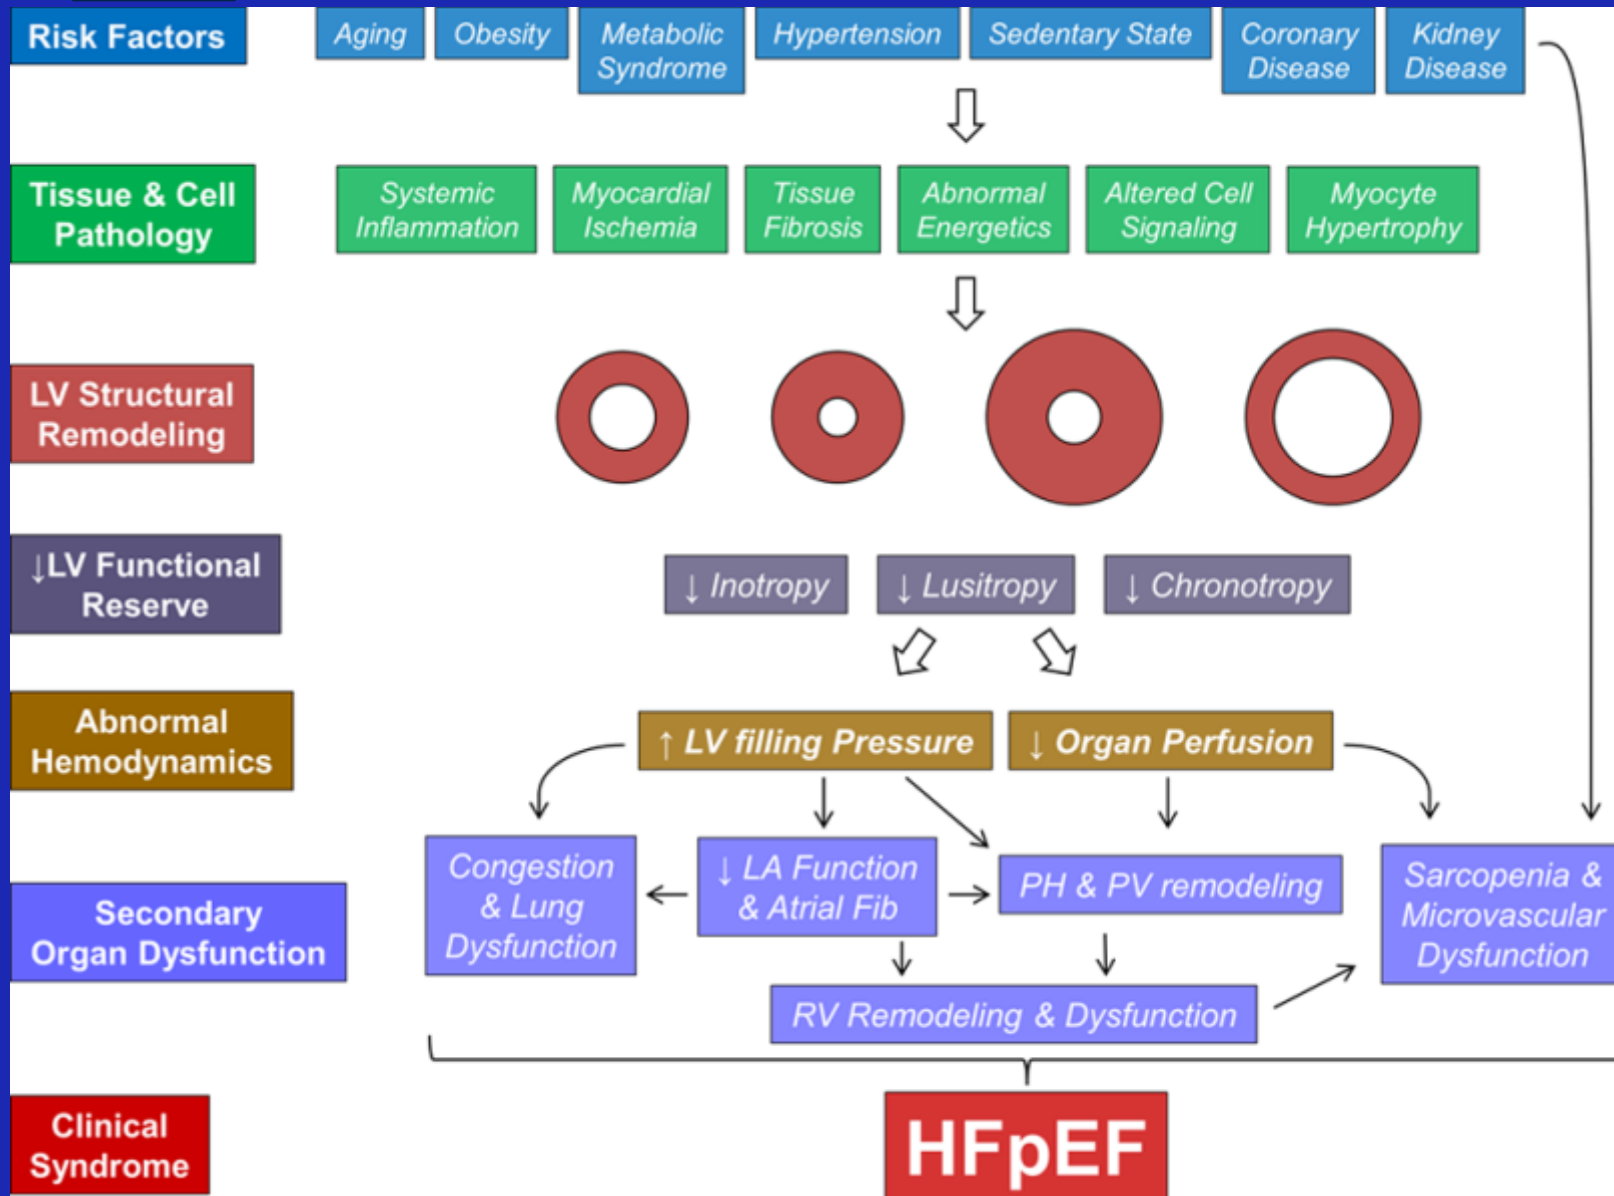 Risk Factors
Aging
Obesity
Metabolic
Syndrome
Hypertension
Sedentary State
Coronary
Disease
Kidney
Disease
Tissue & Cell
Pathology
Systemic
Inflammation
Myocardial
Ischemia
Tissue
Fibrosis
Abnormal
Energetics
Altered Cell
Signaling
Myocyte
Hypertrophy
LV Structural
Remodeling
↓LV Functional
Reserve
↓ Inotropy
↓ Lusitropy
↓ Chronotropy
Abnormal
Hemodynamics
↑ LV filling Pressure
↓ Organ Perfusion
Secondary
Organ Dysfunction
Congestion
& Lung
Dysfunction
↓ LA Function
& Atrial Fib
PH & PV remodeling
Sarcopenia &
Microvascular
Dysfunction
RV Remodeling & Dysfunction
Clinical
Syndrome
HFpEF